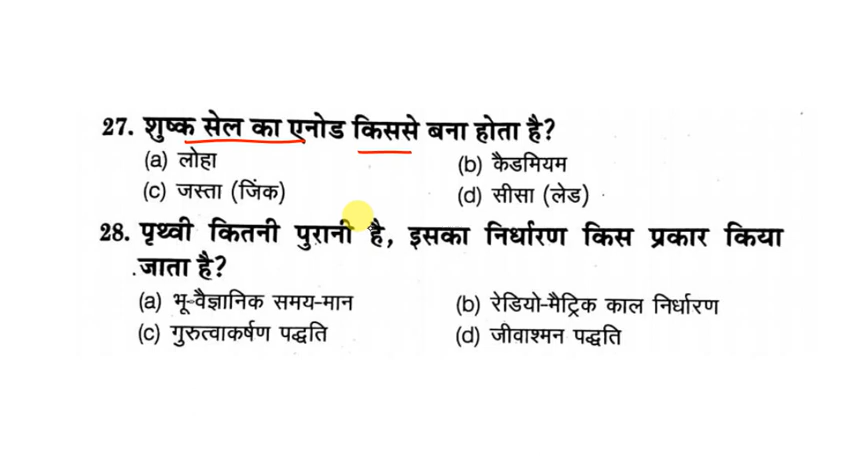 27. शुष्क सेल का एनोड किससे बना होता है?
(a) लोहा (b) कैडमियम
(c) जस्ता (जिंक) (d) सीसा (लेड)
28. पृथ्वी कितनी पुरानी है, इसका निर्धारण किस प्रकार किया
जाता है?
(a) भू-वैज्ञानिक समय-मान (b) रेडियो-मैट्रिक काल निर्धारण
(c) गुरुत्वाकर्षण पद्धति (d) जीवाश्मन पद्धति